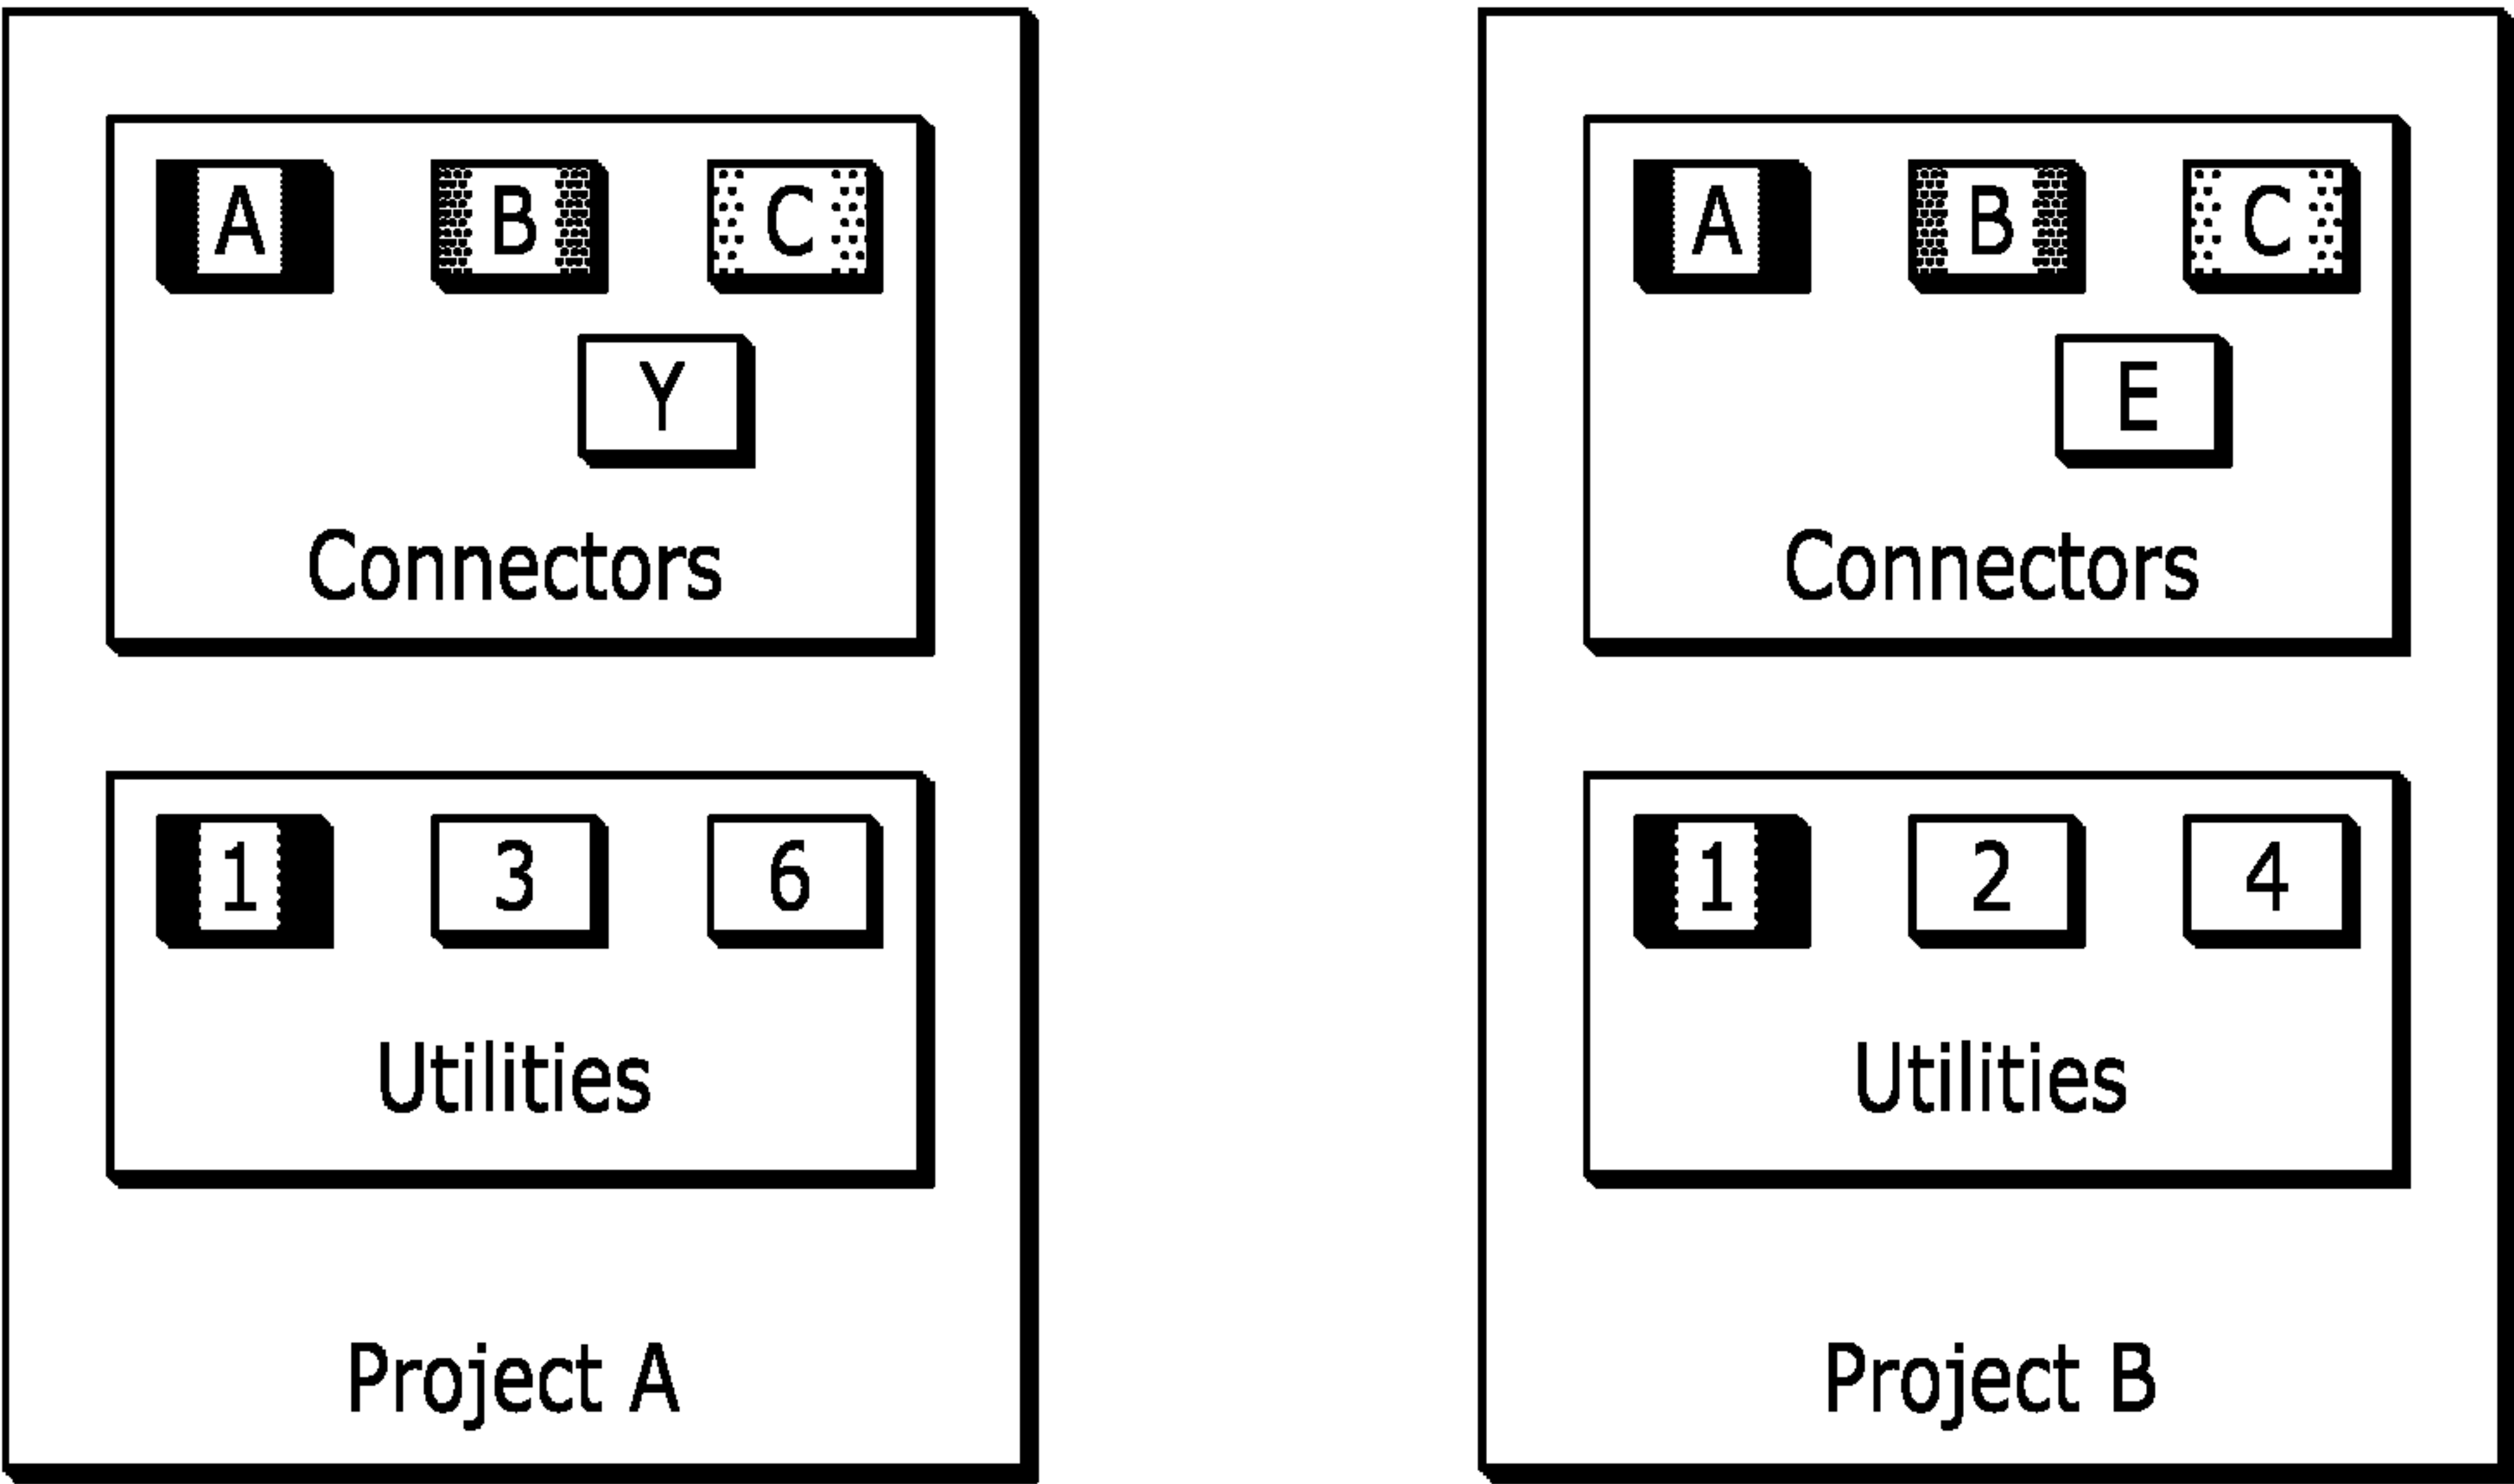 A B C
Y
Connectors
1 3 6
Utilities
Project A
A B C
E
Connectors
1 2 4
Utilities
Project B